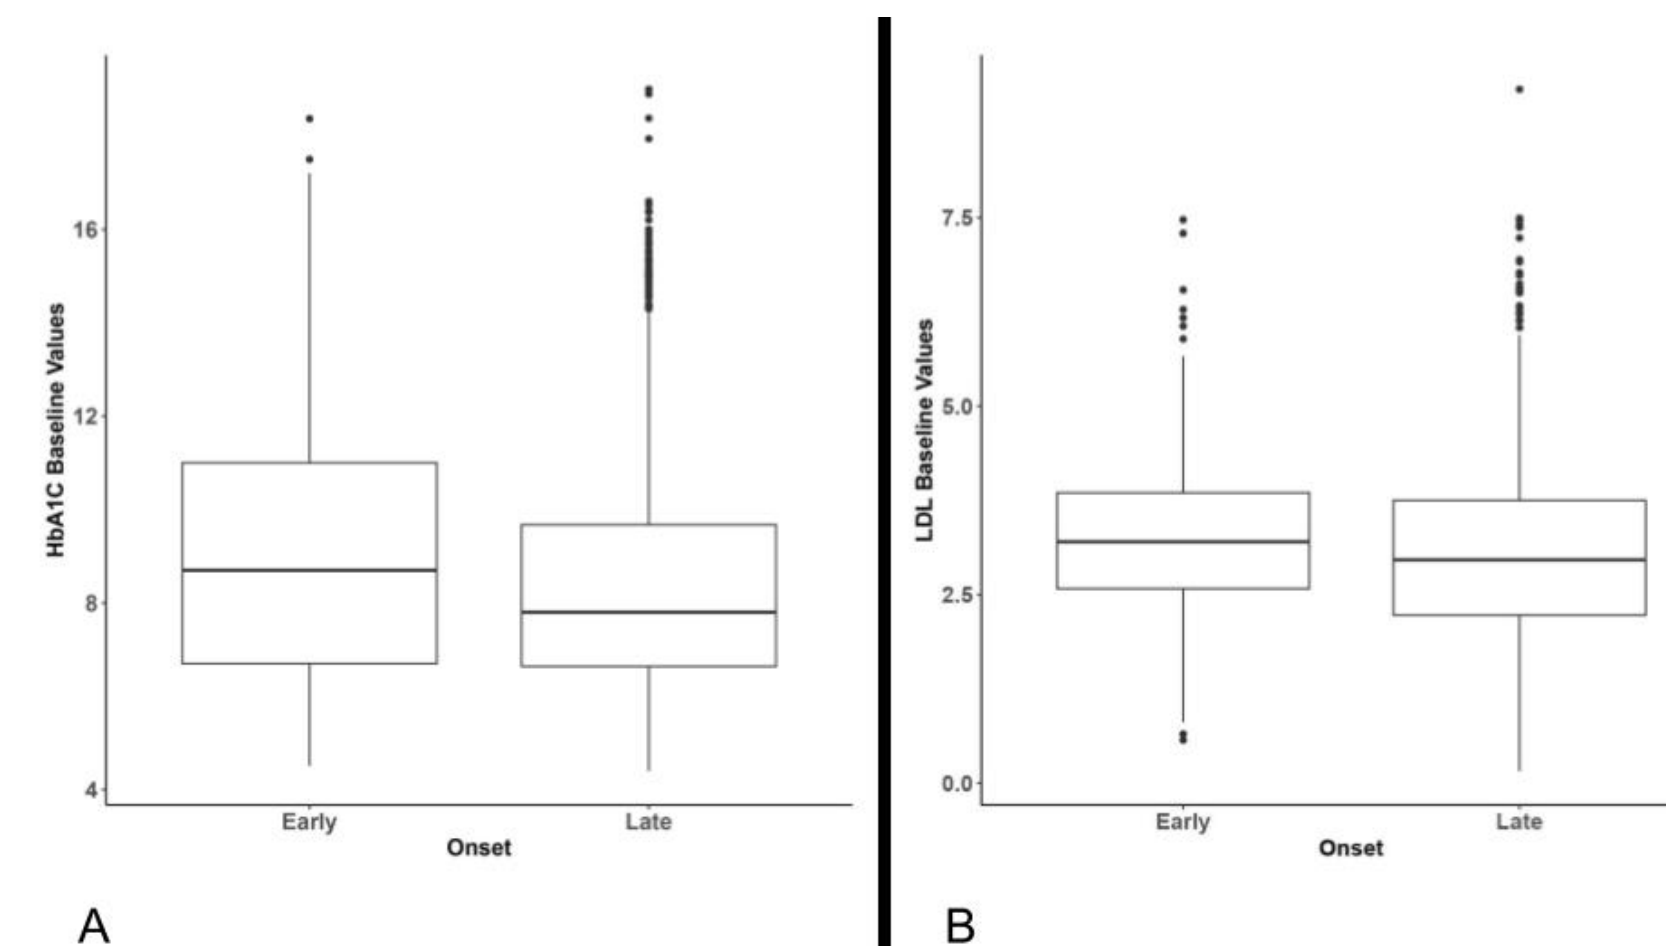 HbA1C Baseline Values
16
12
8
4
Early
Late
Onset
A
LDL Baseline Values
7.5
5.0
2.5
0.0
Early
Late
Onset
B